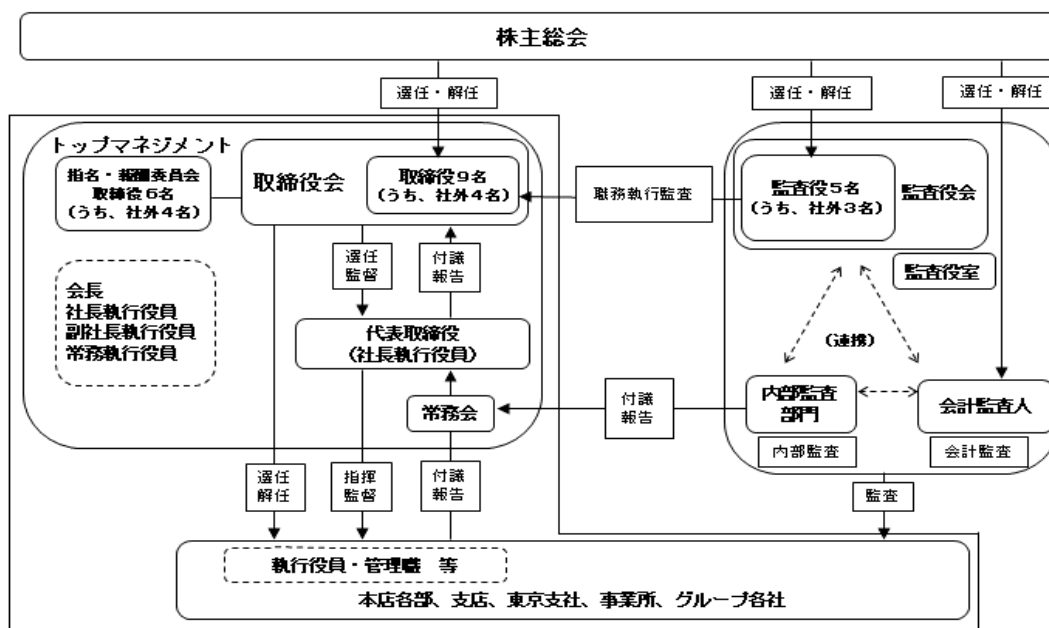 株主総会
選任・解任
選任・解任
選任・解任
トップマネジメント
指名・報酬委員会
取締役6名
(うち、社外4名)
取締役会
取締役9名
(うち、社外4名)
職務執行監査
監査役5名
(うち、社外3名)
監査役会
監査役室
選任
監督
付議
報告
会長
社長執行役員
副社長執行役員
常務執行役員
代表取締役
(社長執行役員)
(連携)
常務会
付議
報告
内部監査
部門
会計監査人
内部監査
会計監査
選任
解任
指揮
監督
付議
報告
監査
執行役員・管理職 等
本店各部、支店、東京支社、事業所、グループ各社